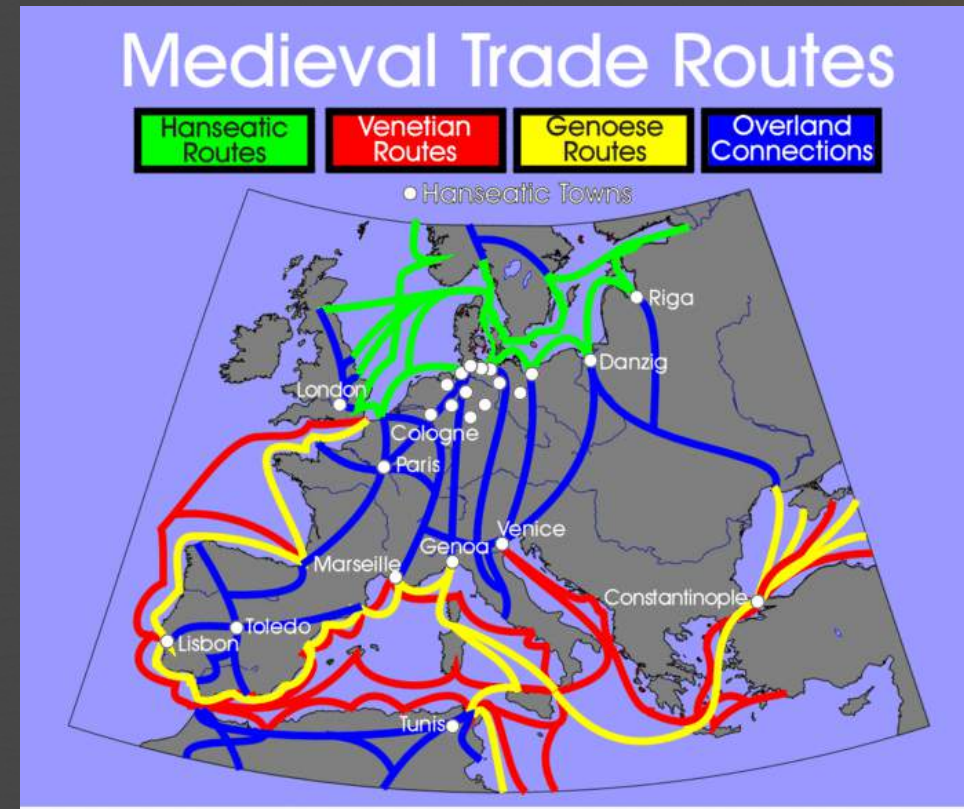 Medieval Trade Routes
Hanseatic
Routes
Venetian
Routes
Genoese
Routes
Overland
Connections
Hanseatic Towns
Riga
Danzig
London
Cologne
Paris
Venice
Genoa
Marseille
Constantinople
Toledo
Lisbon
Tunis